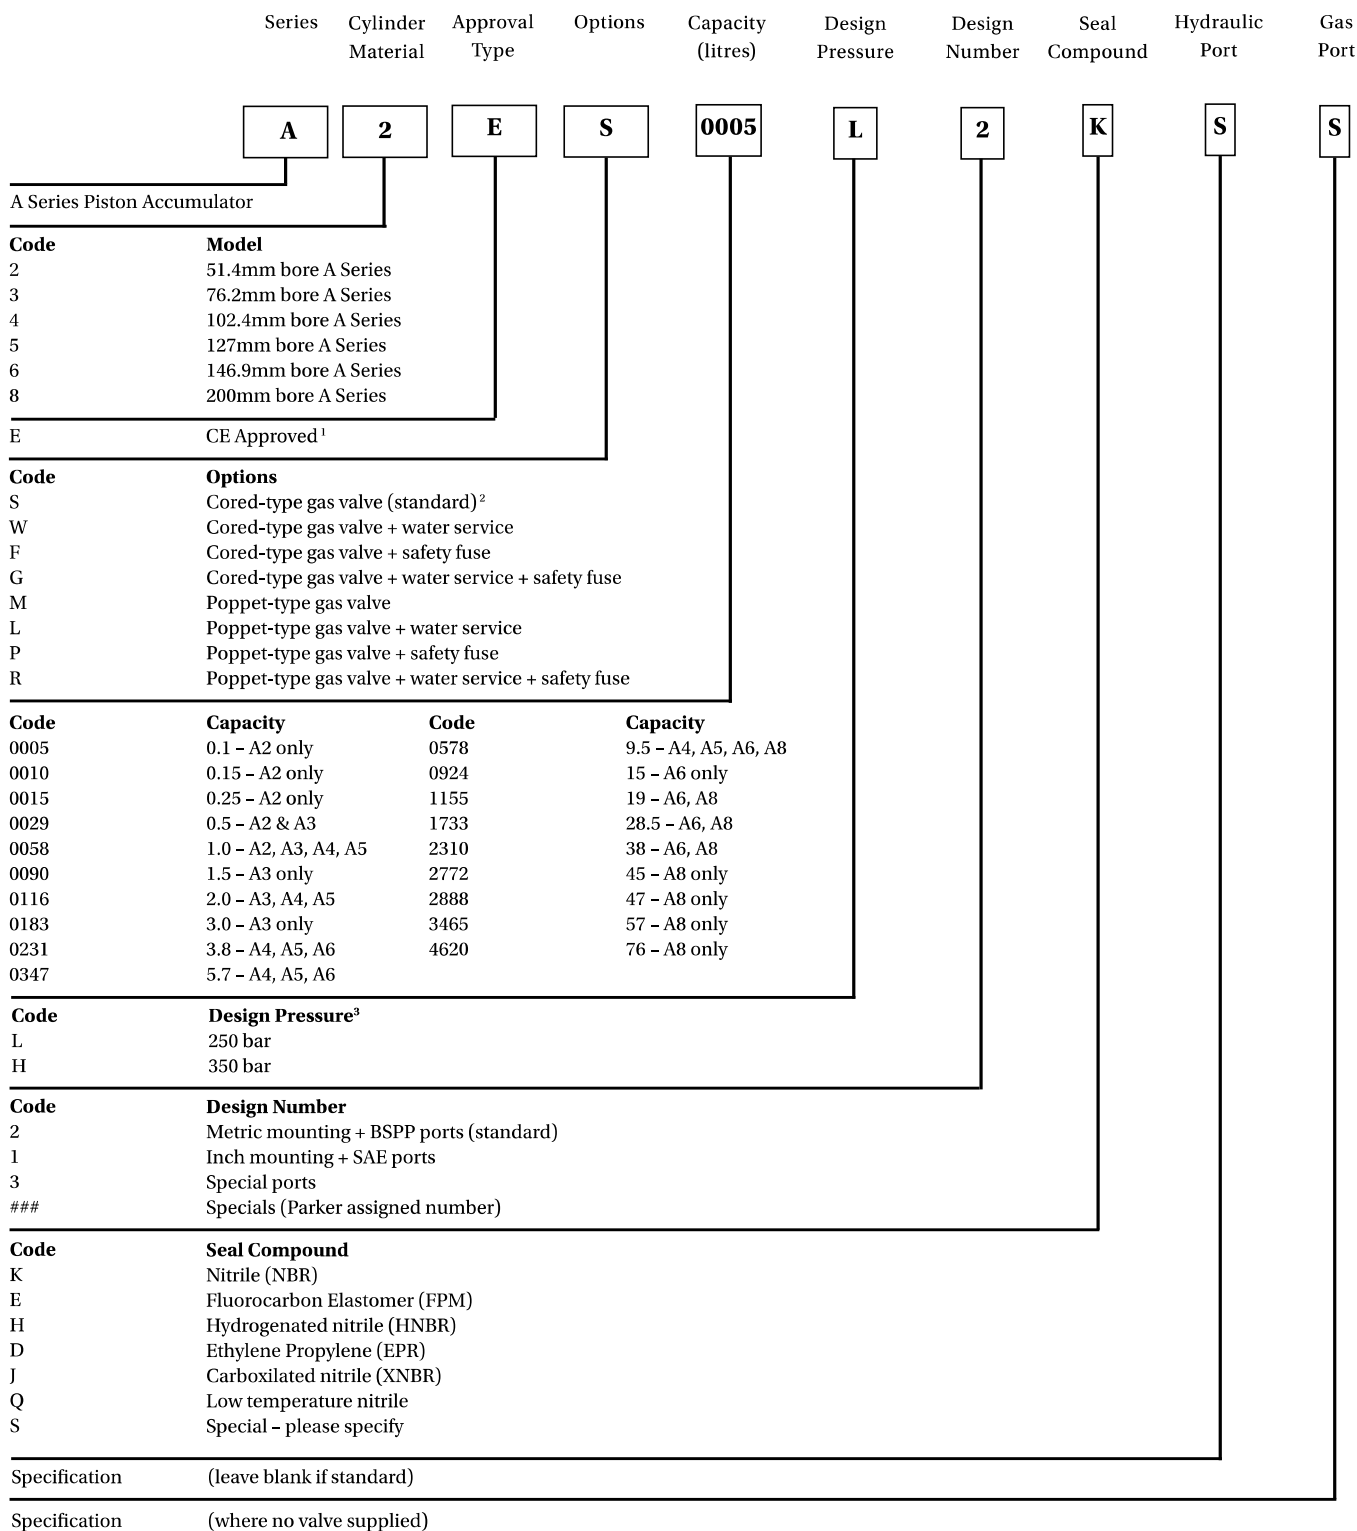 Series Cylinder Approval Options Capacity Design Design Seal Hydraulic Gas
Material Type (litres) Pressure Number Compound Port Port
A 2 E S 0005 L 2 K S S
A Series Piston Accumulator
Code Model
2 51.4mm bore A Series
3 76.2mm bore A Series
4 102.4mm bore A Series
5 127mm bore A Series
6 146.9mm bore A Series
8 200mm bore A Series
E CE Approved ¹
Code Options
S Cored-type gas valve (standard) ²
W Cored-type gas valve + water service
F Cored-type gas valve + safety fuse
G Cored-type gas valve + water service + safety fuse
M Poppet-type gas valve
L Poppet-type gas valve + water service
P Poppet-type gas valve + safety fuse
R Poppet-type gas valve + water service + safety fuse
Code Capacity Code Capacity
0005 0.1 – A2 only 0578 9.5 – A4, A5, A6, A8
0010 0.15 – A2 only 0924 15 – A6 only
0015 0.25 – A2 only 1155 19 – A6, A8
0029 0.5 – A2 & A3 1733 28.5 – A6, A8
0058 1.0 – A2, A3, A4, A5 2310 38 – A6, A8
0090 1.5 – A3 only 2772 45 – A8 only
0116 2.0 – A3, A4, A5 2888 47 – A8 only
0183 3.0 – A3 only 3465 57 – A8 only
0231 3.8 – A4, A5, A6 4620 76 – A8 only
0347 5.7 – A4, A5, A6
Code Design Pressure³
L 250 bar
H 350 bar
Code Design Number
2 Metric mounting + BSPP ports (standard)
1 Inch mounting + SAE ports
3 Special ports
### Specials (Parker assigned number)
Code Seal Compound
K Nitrile (NBR)
E Fluorocarbon Elastomer (FPM)
H Hydrogenated nitrile (HNBR)
D Ethylene Propylene (EPR)
J Carboxilated nitrile (XNBR)
Q Low temperature nitrile
S Special – please specify
Specification (leave blank if standard)
Specification (where no valve supplied)